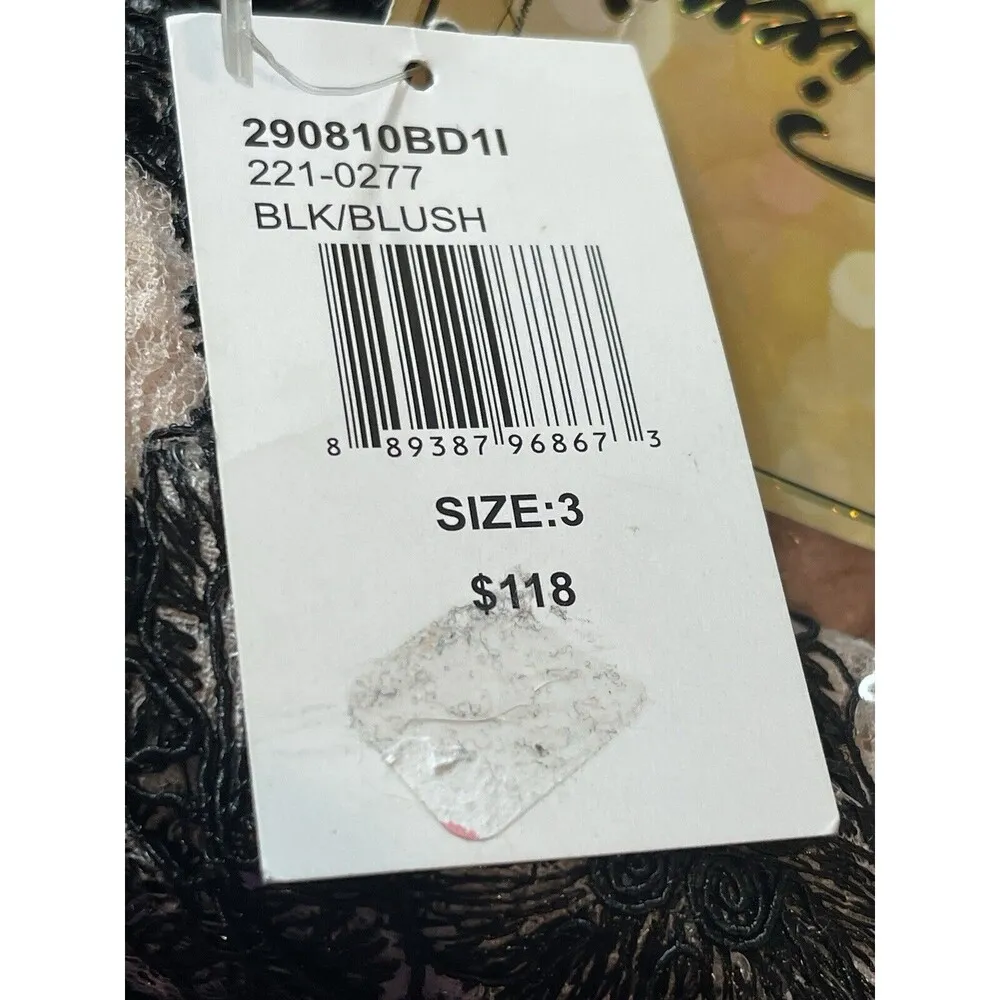 290810BD1I
221-0277
BLK/BLUSH
8 89387 96867 3
SIZE:3
$118